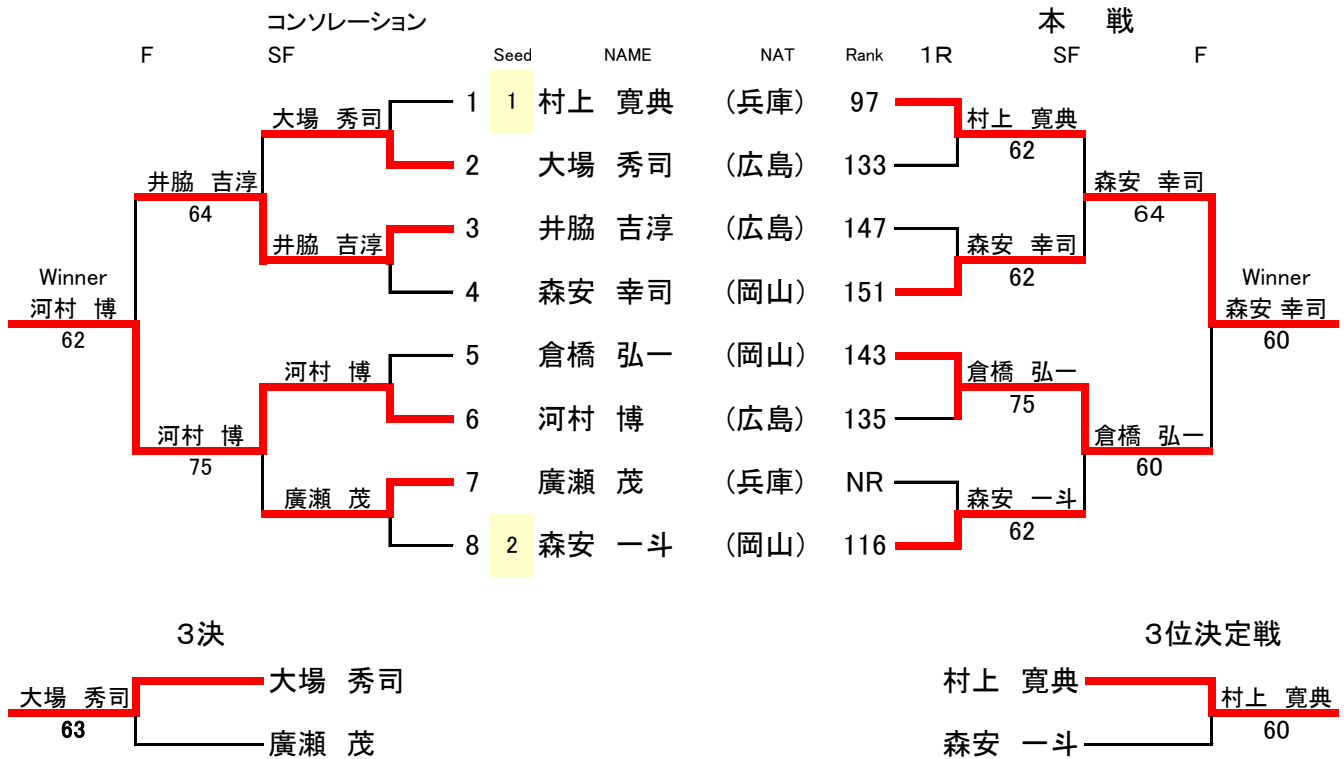 コンソレーション 本 戦
F SF Seed NAME NAT Rank 1R SF F
1 1 村上 寛典 (兵庫) 97
大場 秀司 村上 寛典
62
2 大場 秀司 (広島) 133
井脇 吉淳 森安 幸司
64 64
3 井脇 吉淳 (広島) 147
井脇 吉淳 森安 幸司
62
4 森安 幸司 (岡山) 151
Winner Winner
河村 博 森安 幸司
62 60
5 倉橋 弘一 (岡山) 143
河村 博 倉橋 弘一
75
6 河村 博 (広島) 135
河村 博 倉橋 弘一
75 60
7 廣瀬 茂 (兵庫) NR
廣瀬 茂 森安 一斗
62
8 2 森安 一斗 (岡山) 116
3決 3位決定戦
大場 秀司 村上 寛典
大場 秀司 村上 寛典
63 60
廣瀬 茂 森安 一斗